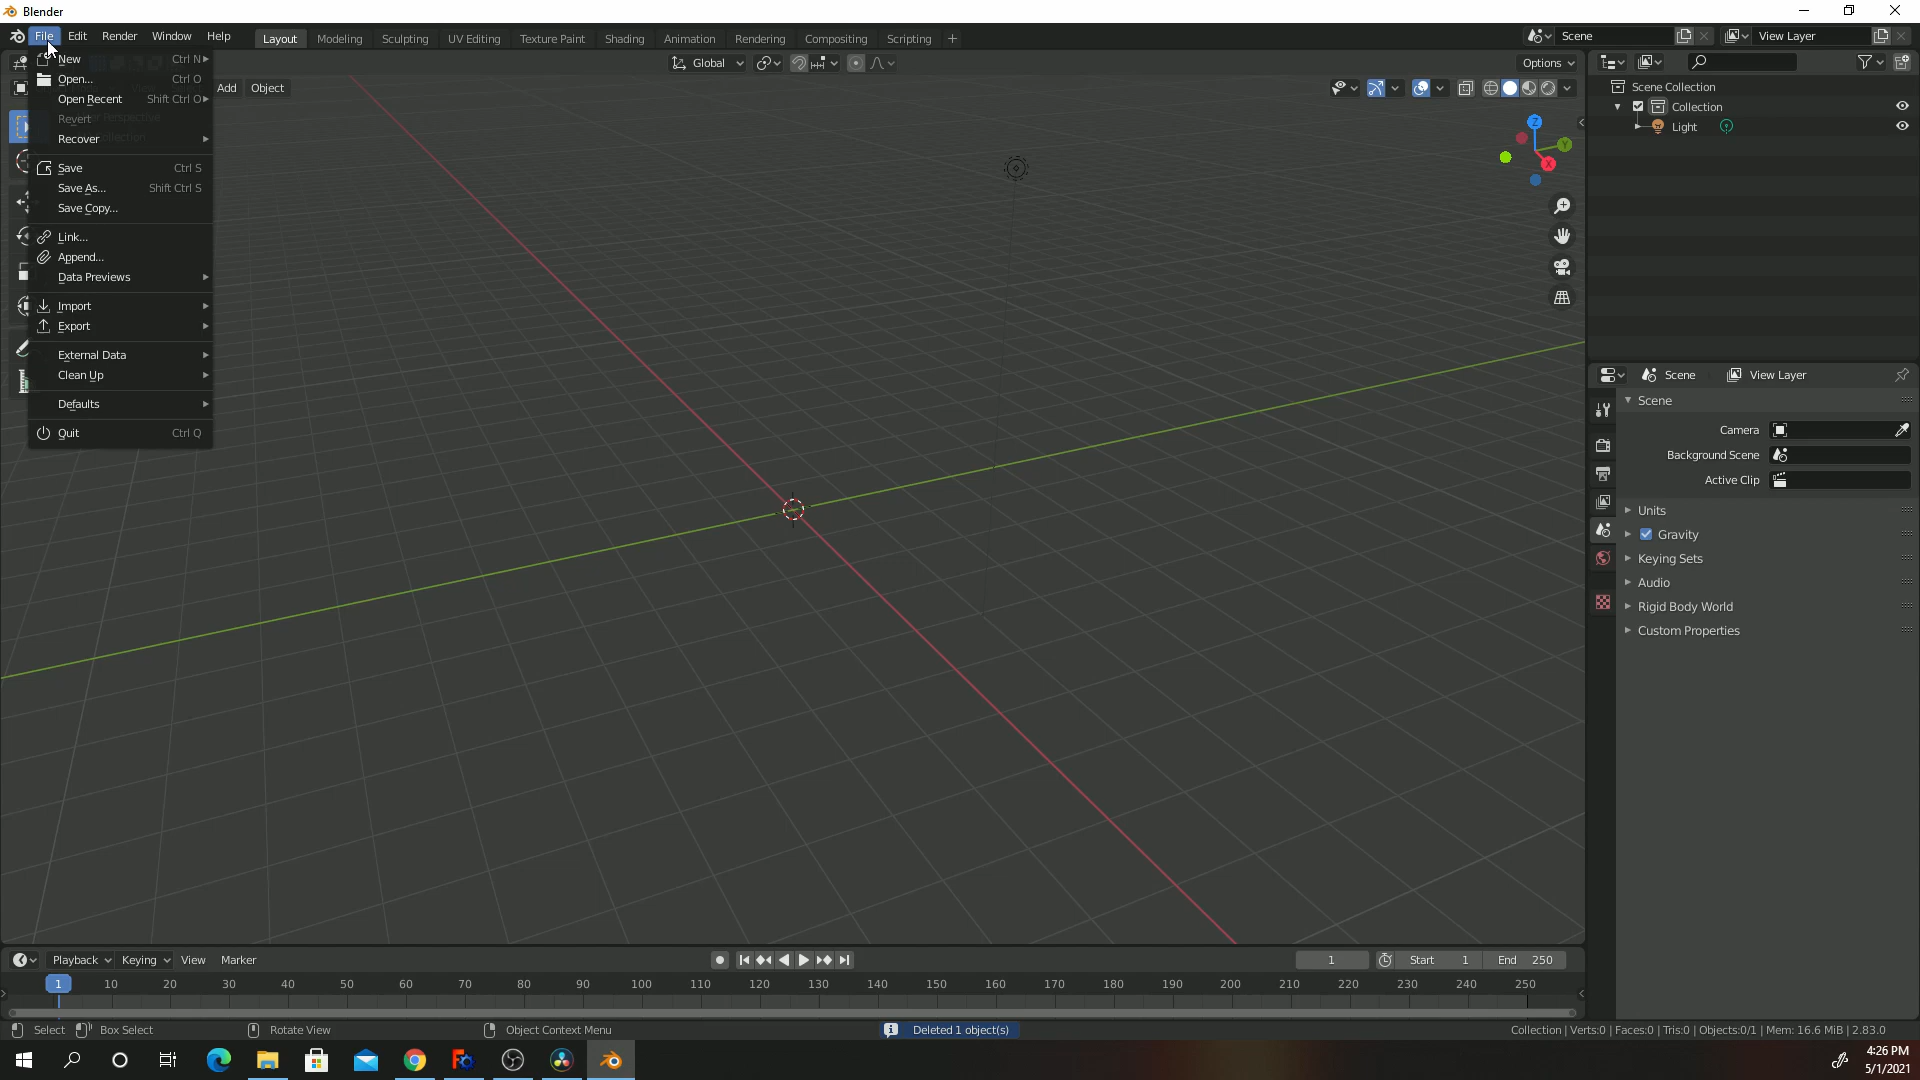 Blender
File Edit Render Window Help Layout Modeling Sculpting UV Editing Texture Paint Shading Animation Rendering Compositing Scripting + Scene View Layer
New Ctrl N
Open... Ctrl O
Open Recent Shift Ctrl O
Revert
Recover
Save Ctrl S
Save As... Shift Ctrl S
Save Copy...
Link...
Append...
Data Previews
Import
Export
External Data
Clean Up
Defaults
Quit Ctrl Q
Global
Options
Add Object
Perspective
Z
Y
X
Scene Collection
Collection
Light
Scene View Layer
Scene
Camera
Background Scene
Active Clip
Units
Gravity
Keying Sets
Audio
Rigid Body World
Custom Properties
Playback Keying View Marker 1 Start 1 End 250
1 10 20 30 40 50 60 70 80 90 100 110 120 130 140 150 160 170 180 190 200 210 220 230 240 250
Select Box Select Rotate View Object Context Menu Deleted 1 object(s) Collection | Verts:0 | Faces:0 | Tris:0 | Objects:0/1 | Mem: 16.6 MiB | 2.83.0
4:26 PM
5/1/2021